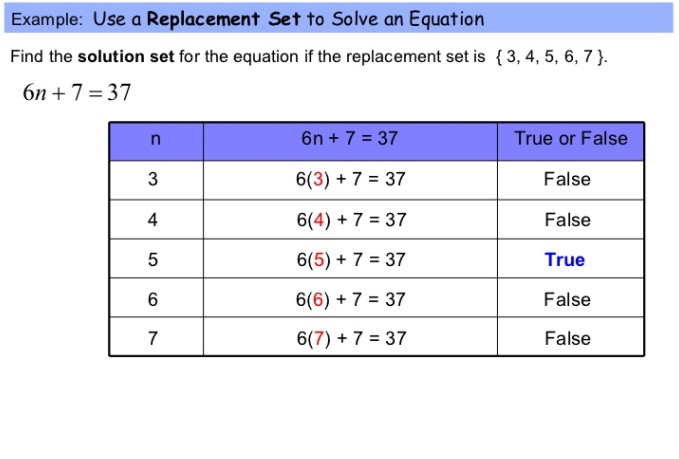 Example: Use a Replacement Set to Solve an Equation
Find the solution set for the equation if the replacement set is { 3, 4, 5, 6, 7 }.
6n + 7 = 37
n 6n + 7 = 37 True or False
3 6(3) + 7 = 37 False
4 6(4) + 7 = 37 False
5 6(5) + 7 = 37 True
6 6(6) + 7 = 37 False
7 6(7) + 7 = 37 False